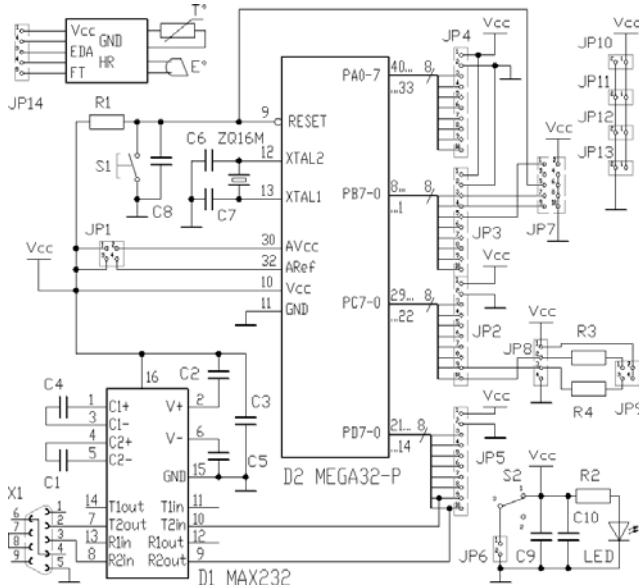 T°
Vcc
GND
EDA
HR
FT
E°
JP14
JP4
Vcc
JP10
JP11
JP12
JP13
R1
9
RESET
PA0-7
40...
...33
8
C6
ZQ16M
12
XTAL2
S1
C8
C7
13
XTAL1
PB7-0
8...
...1
8
Vcc
JP7
JP3
JP1
Vcc
30
AVcc
32
ARef
10
Vcc
11
GND
Vcc
PC7-0
29...
...22
8
JP2
Vcc
JP8
R3
R4
JP9
16
C4
C2
C3
1
C1+
3
C1-
4
C2+
5
C2-
V+
2
V-
6
GND
15
C5
C1
PD7-0
21...
...14
8
Vcc
JP5
D2 MEGA32-P
X1
6
7
8
9
1
2
3
4
5
14
T1out
7
T2out
13
R1in
8
R2in
T1in
11
T2in
10
R1out
12
R2out
9
D1 MAX232
S2
Vcc
R2
1
2
JP6
C9
C10
LED